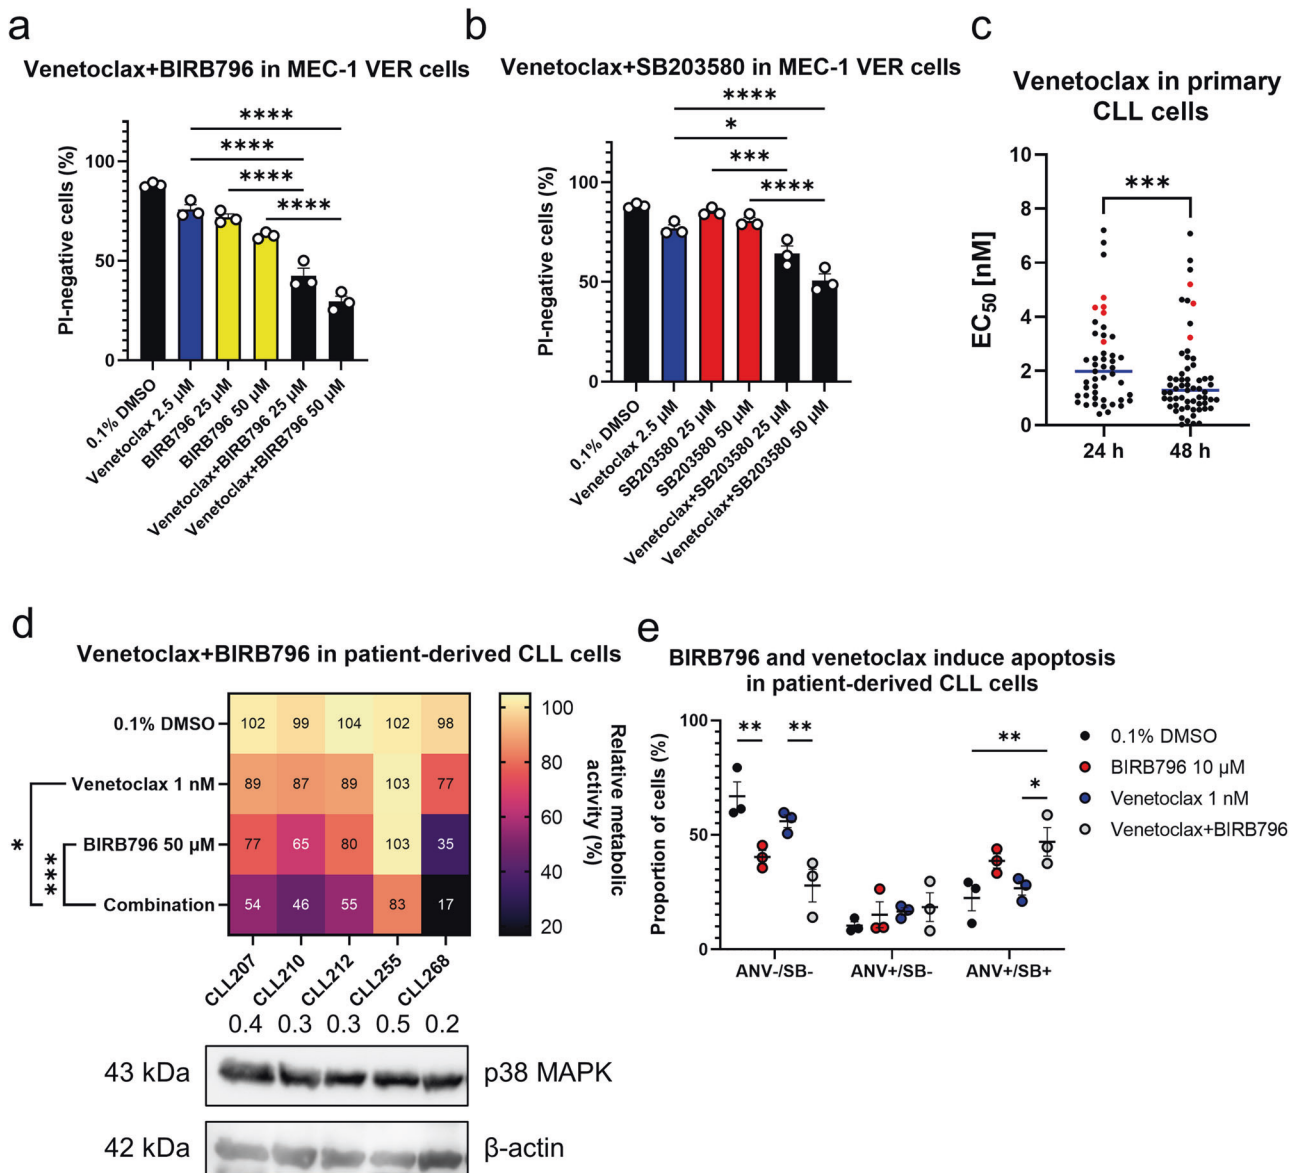 a
Venetoclax+BIRB796 in MEC-1 VER cells
PI-negative cells (%)
100
50
0
****
****
****
****
0.1% DMSO
Venetoclax 2.5 µM
BIRB796 25 µM
BIRB796 50 µM
Venetoclax+BIRB796 25 µM
Venetoclax+BIRB796 50 µM
b
Venetoclax+SB203580 in MEC-1 VER cells
PI-negative cells (%)
100
50
0
****
*
***
****
0.1% DMSO
Venetoclax 2.5 µM
SB203580 25 µM
SB203580 50 µM
Venetoclax+SB203580 25 µM
Venetoclax+SB203580 50 µM
c
Venetoclax in primary
CLL cells
EC50 [nM]
10
8
6
4
2
0
***
24 h
48 h
d
Venetoclax+BIRB796 in patient-derived CLL cells
0.1% DMSO 102 99 104 102 98
Venetoclax 1 nM 89 87 89 103 77
BIRB796 50 µM 77 65 80 103 35
Combination 54 46 55 83 17
*
***
100
80
60
40
20
Relative metabolic
activity (%)
CLL207 CLL210 CLL212 CLL255 CLL268
0.4 0.3 0.3 0.5 0.2
43 kDa p38 MAPK
42 kDa β-actin
e
BIRB796 and venetoclax induce apoptosis
in patient-derived CLL cells
Proportion of cells (%)
100
50
0
**
**
**
*
ANV-/SB- ANV+/SB- ANV+/SB+
0.1% DMSO
BIRB796 10 µM
Venetoclax 1 nM
Venetoclax+BIRB796